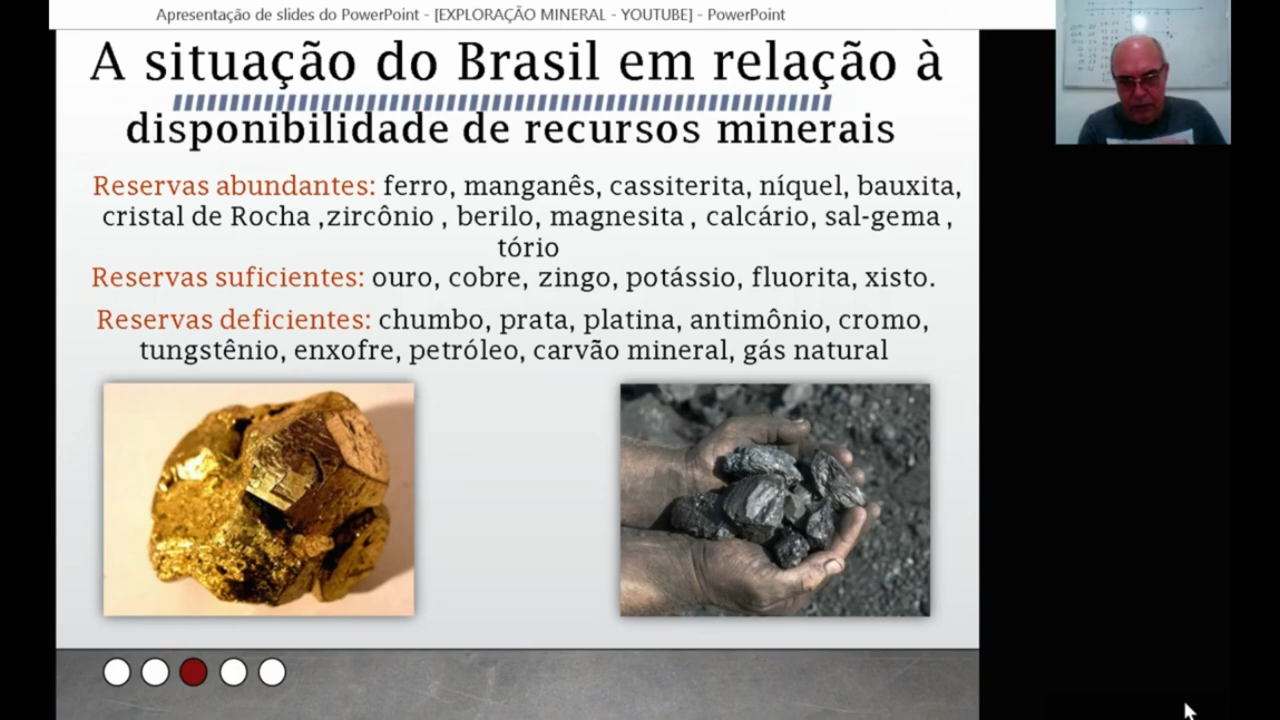 Apresentação de slides do PowerPoint - [EXPLORAÇÃO MINERAL - YOUTUBE] - PowerPoint
A situação do Brasil em relação à
disponibilidade de recursos minerais
Reservas abundantes: ferro, manganês, cassiterita, níquel, bauxita,
cristal de Rocha ,zircônio , berilo, magnesita , calcário, sal-gema ,
tório
Reservas suficientes: ouro, cobre, zingo, potássio, fluorita, xisto.
Reservas deficientes: chumbo, prata, platina, antimônio, cromo,
tungstênio, enxofre, petróleo, carvão mineral, gás natural